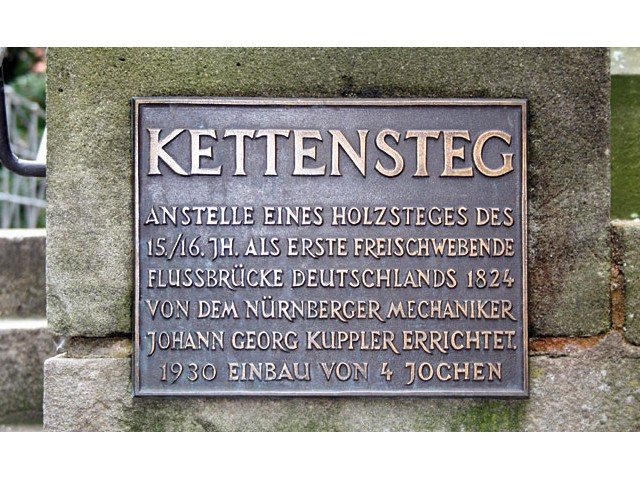 KETTENSTEG
ANSTELLE EINES HOLZSTEGES DES
15./16. JH. ALS ERSTE FREISCHWEBENDE
FLUSSBRÜCKE DEUTSCHLANDS 1824
VON DEM NÜRNBERGER MECHANIKER
JOHANN GEORG KUPPLER ERRICHTET.
1930 EINBAU VON 4 JOCHEN